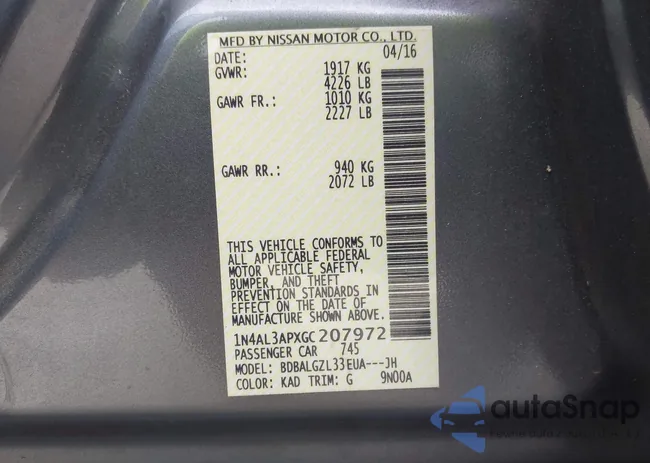 MFD BY NISSAN MOTOR CO., LTD.
DATE: 04/16
GVWR: 1917 KG
4226 LB
GAWR FR.: 1010 KG
2227 LB
GAWR RR.: 940 KG
2072 LB
THIS VEHICLE CONFORMS TO
ALL APPLICABLE FEDERAL
MOTOR VEHICLE SAFETY,
BUMPER, AND THEFT
PREVENTION STANDARDS IN
EFFECT ON THE DATE OF
MANUFACTURE SHOWN ABOVE.
1N4AL3APXGC207972
PASSENGER CAR 745
MODEL: BDBALGZL33EUA---JH
COLOR: KAD TRIM: G 9N00A
autoSnap